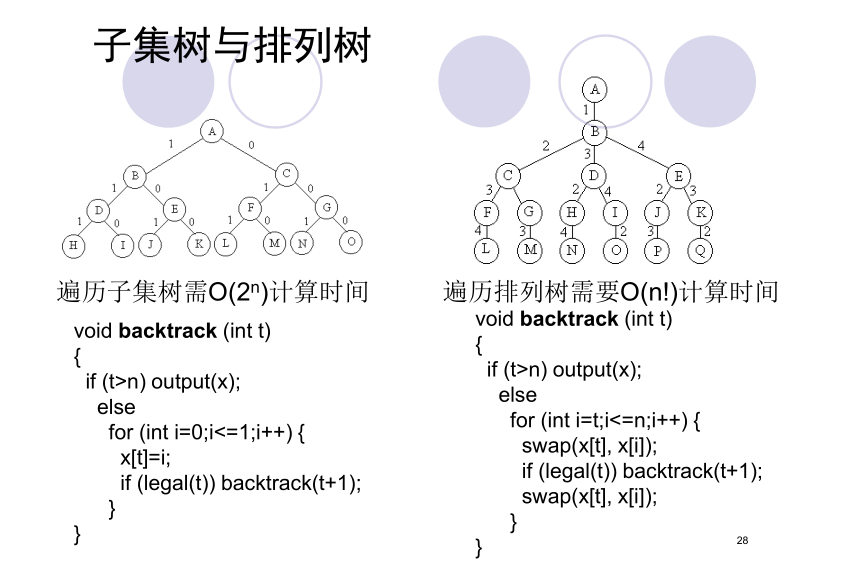 子集树与排列树
A
1 0
B C
1 0 1 0
D E F G
1 0 1 0 1 0 1 0
H I J K L M N O
遍历子集树需O(2ⁿ)计算时间
void backtrack (int t)
{
if (t>n) output(x);
else
for (int i=0;i<=1;i++) {
x[t]=i;
if (legal(t)) backtrack(t+1);
}
}
A
1
B
2 3 4
C D E
3 2 4 2 3
F G H I J K
4 3 4 2 3 2
L M N O P Q
遍历排列树需要O(n!)计算时间
void backtrack (int t)
{
if (t>n) output(x);
else
for (int i=t;i<=n;i++) {
swap(x[t], x[i]);
if (legal(t)) backtrack(t+1);
swap(x[t], x[i]);
}
}
28